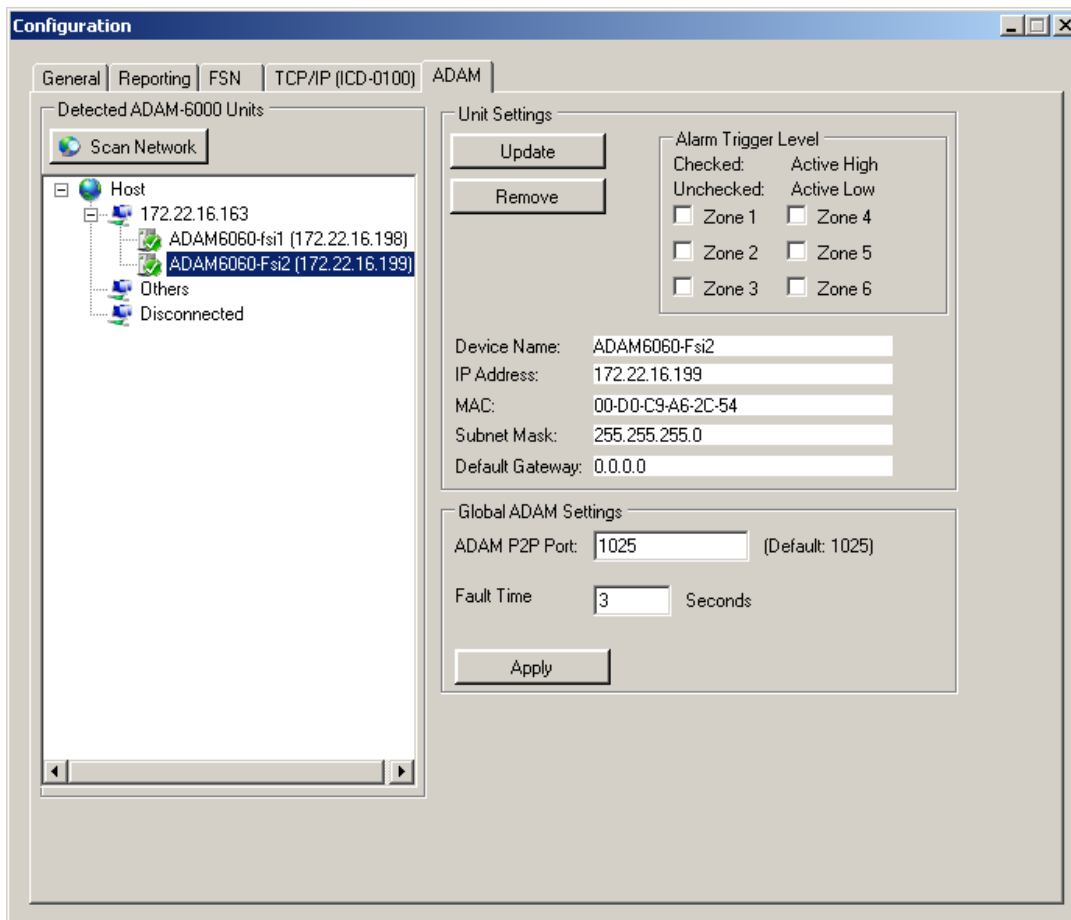 Configuration
General Reporting FSN TCP/IP (ICD-0100) ADAM
Detected ADAM-6000 Units
Scan Network
Host
172.22.16.163
ADAM6060-fsi1 (172.22.16.198)
ADAM6060-Fsi2 (172.22.16.199)
Others
Disconnected
Unit Settings
Update
Remove
Alarm Trigger Level
Checked: Active High
Unchecked: Active Low
Zone 1 Zone 4
Zone 2 Zone 5
Zone 3 Zone 6
Device Name: ADAM6060-Fsi2
IP Address: 172.22.16.199
MAC: 00-D0-C9-A6-2C-54
Subnet Mask: 255.255.255.0
Default Gateway: 0.0.0.0
Global ADAM Settings
ADAM P2P Port: 1025 (Default: 1025)
Fault Time 3 Seconds
Apply